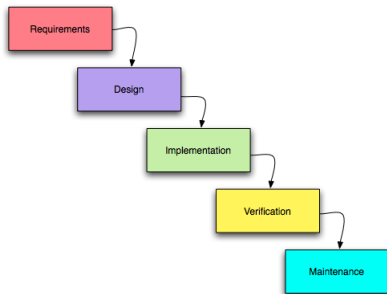 Requirements
Design
Implementation
Verification
Maintenance